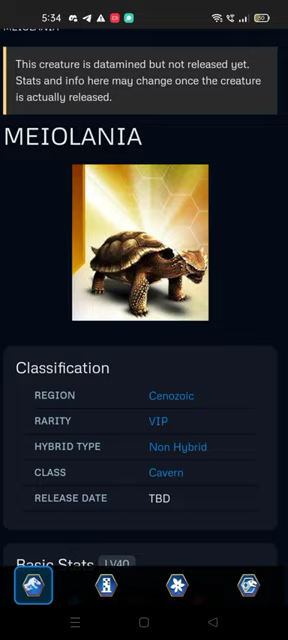 5:34
MEIOLANIA
This creature is datamined but not released yet.
Stats and info here may change once the creature
is actually released.
MEIOLANIA
Classification
REGION Cenozoic
RARITY VIP
HYBRID TYPE Non Hybrid
CLASS Cavern
RELEASE DATE TBD
Basic Stats LV40